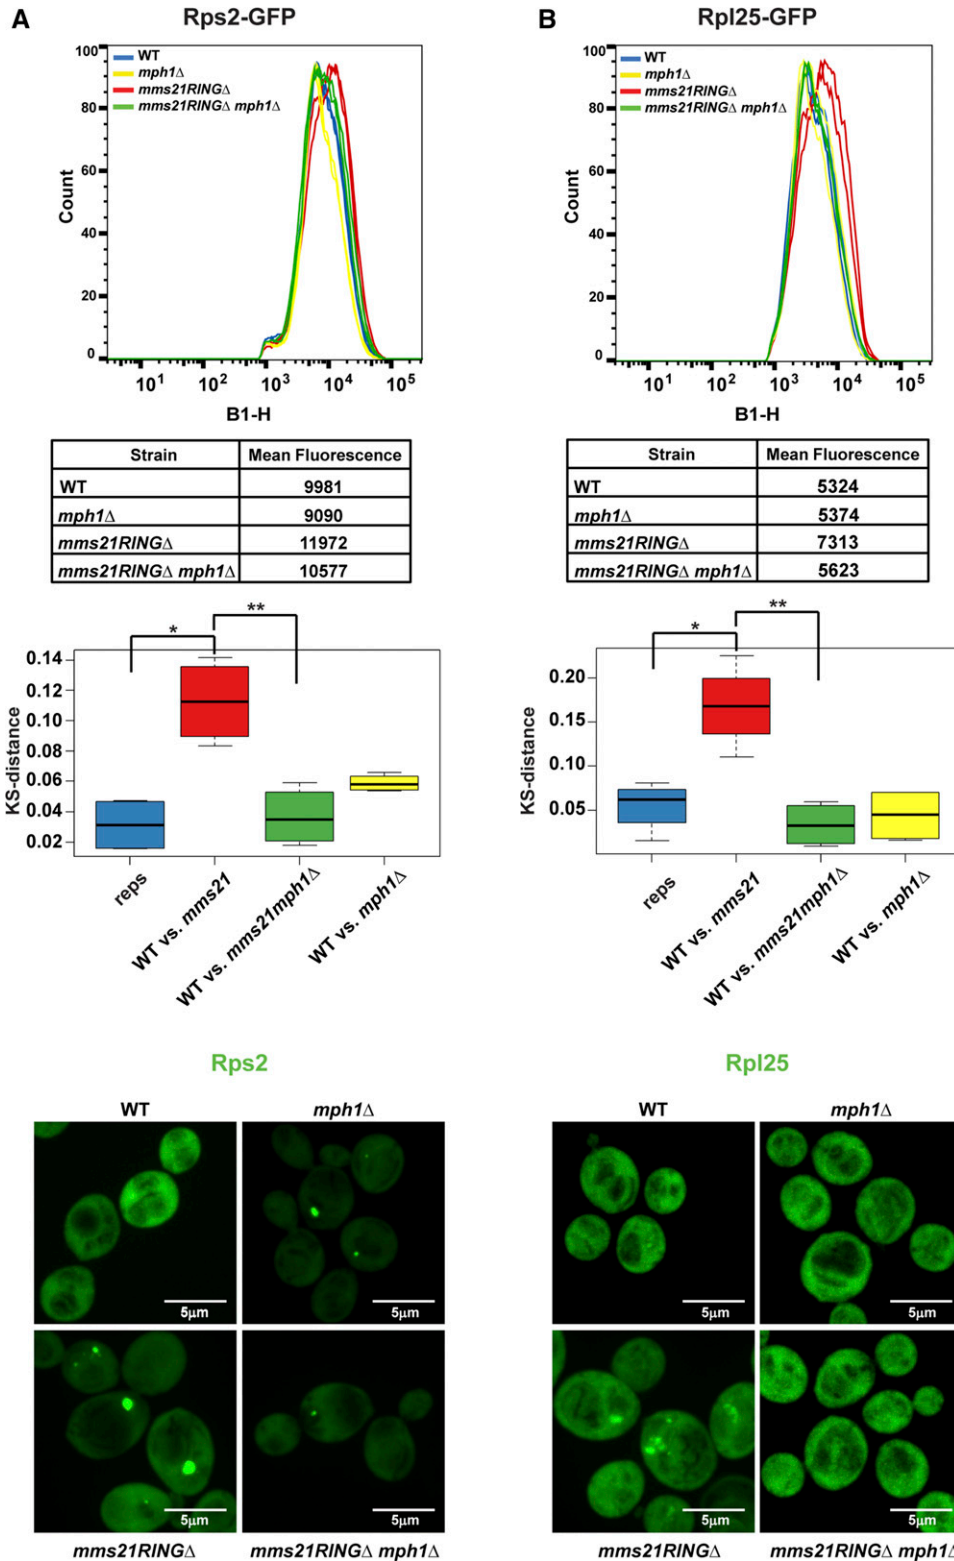 A
Rps2-GFP
WT
mph1Δ
mms21RINGΔ
mms21RINGΔ mph1Δ
100
80
60
40
20
0
Count
10¹ 10² 10³ 10⁴ 10⁵
B1-H
Strain Mean Fluorescence
WT 9981
mph1Δ 9090
mms21RINGΔ 11972
mms21RINGΔ mph1Δ 10577
*
**
0.14
0.12
0.10
0.08
0.06
0.04
0.02
KS-distance
reps
WT vs. mms21
WT vs. mms21mph1Δ
WT vs. mph1Δ
Rps2
WT mph1Δ
5µm 5µm
5µm 5µm
mms21RINGΔ mms21RINGΔ mph1Δ
B
Rpl25-GFP
WT
mph1Δ
mms21RINGΔ
mms21RINGΔ mph1Δ
100
80
60
40
20
0
Count
10¹ 10² 10³ 10⁴ 10⁵
B1-H
Strain Mean Fluorescence
WT 5324
mph1Δ 5374
mms21RINGΔ 7313
mms21RINGΔ mph1Δ 5623
*
**
0.20
0.15
0.10
0.05
KS-distance
reps
WT vs. mms21
WT vs. mms21mph1Δ
WT vs. mph1Δ
Rpl25
WT mph1Δ
5µm 5µm
5µm 5µm
mms21RINGΔ mms21RINGΔ mph1Δ